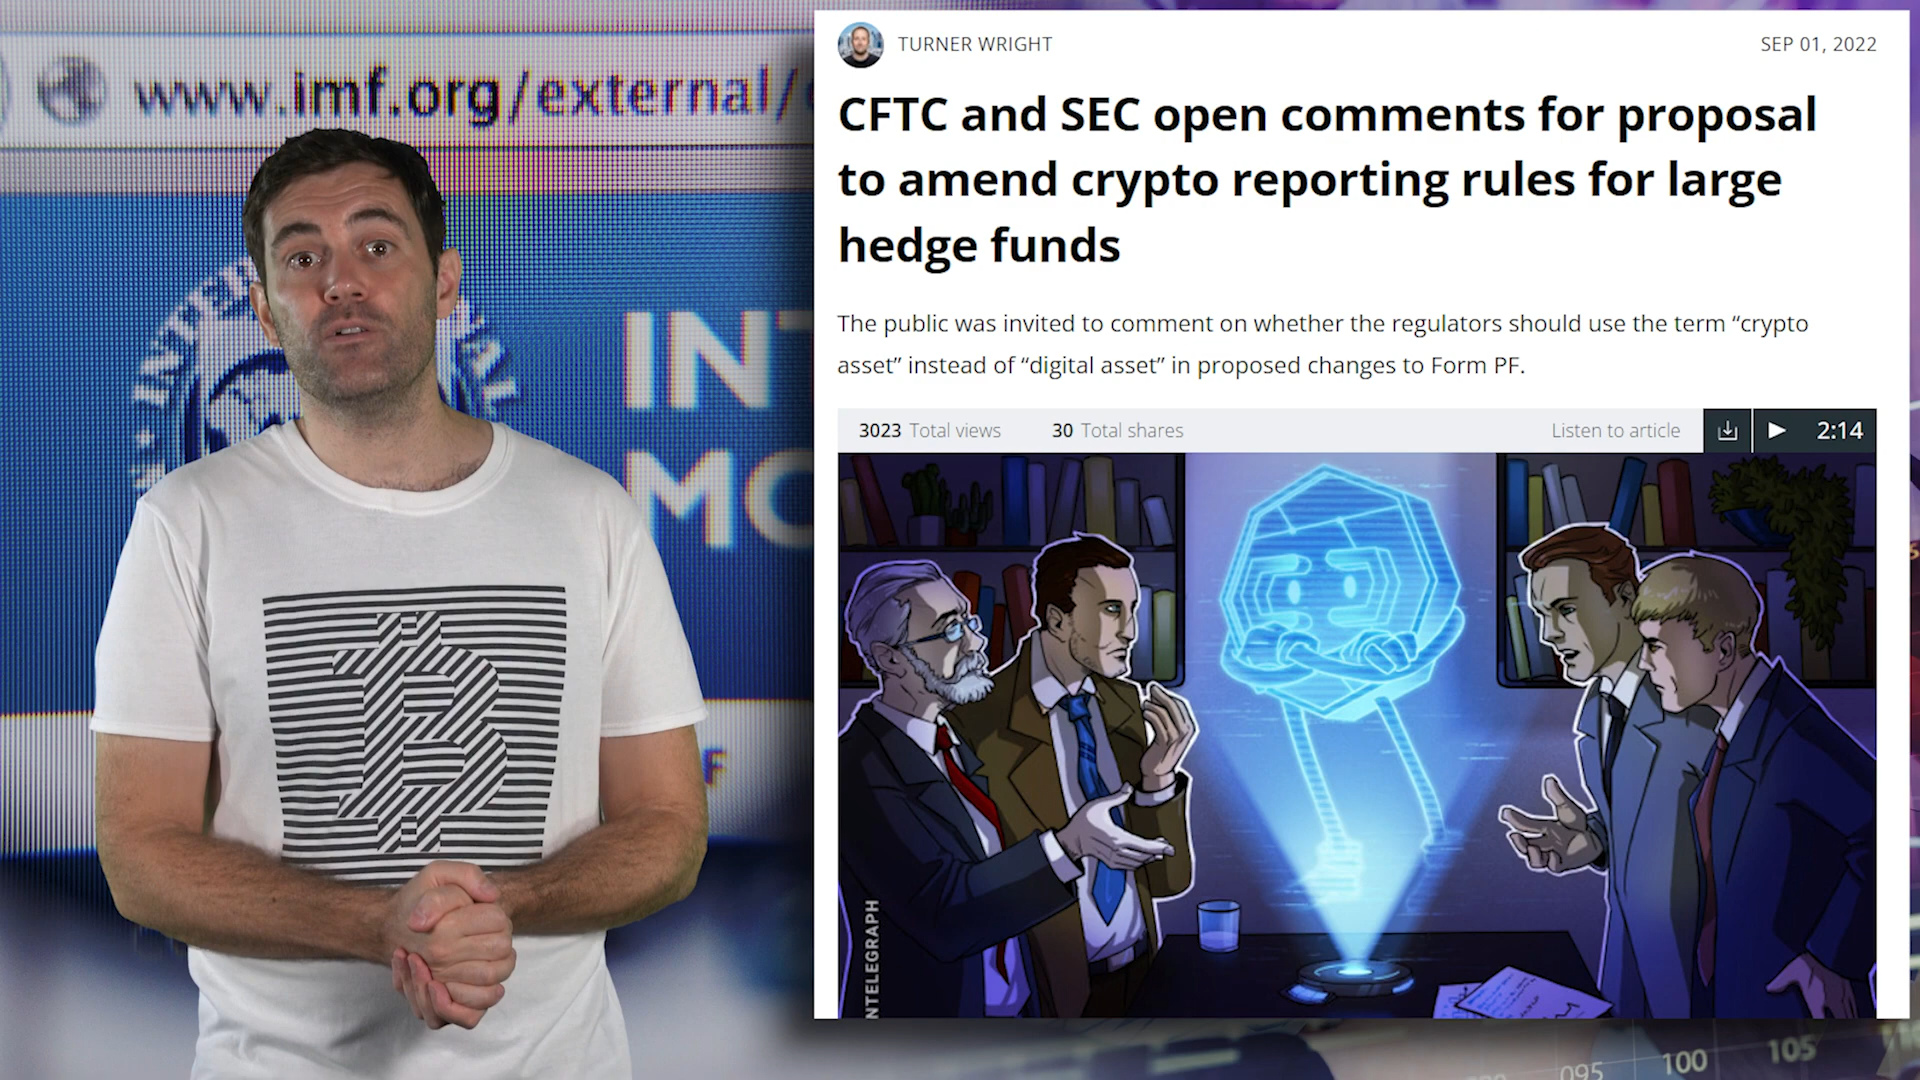 www.imf.org/external/
INTERNATIONAL
INT
MO
F
TURNER WRIGHT
SEP 01, 2022
CFTC and SEC open comments for proposal
to amend crypto reporting rules for large
hedge funds
The public was invited to comment on whether the regulators should use the term “crypto
asset” instead of “digital asset” in proposed changes to Form PF.
3023 Total views
30 Total shares
Listen to article
2:14
NTELEGRAPH
095
100
105